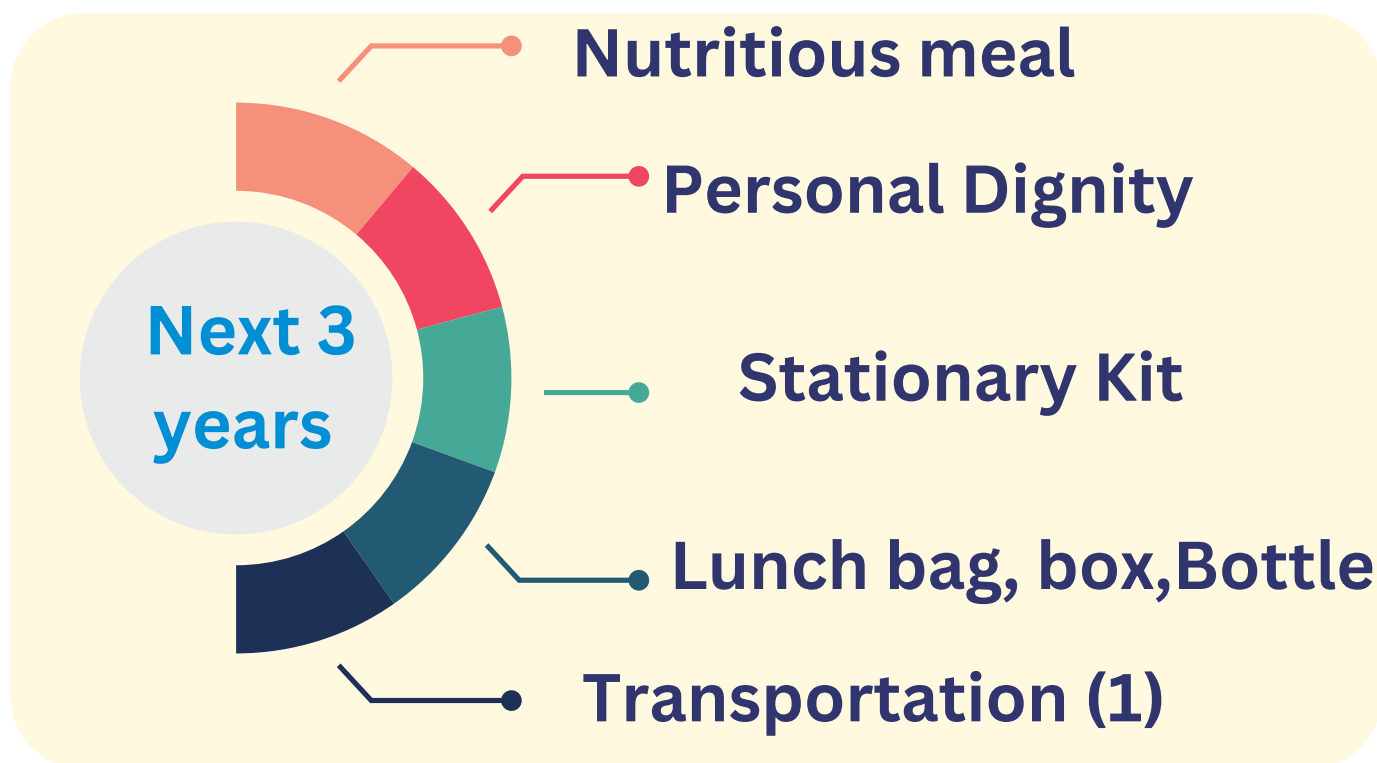 Nutritious meal
Personal Dignity
Next 3
years
Stationary Kit
Lunch bag, box,Bottle
Transportation (1)